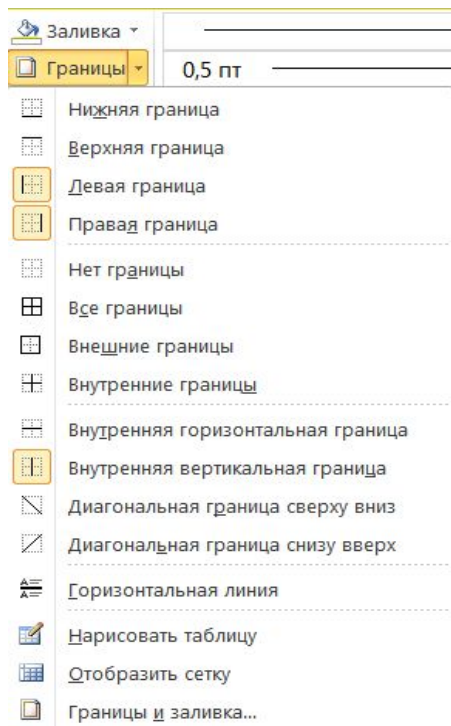 Заливка
Границы
0,5 пт
Нижняя граница
Верхняя граница
Левая граница
Правая граница
Нет границы
Все границы
Внешние границы
Внутренние границы
Внутренняя горизонтальная граница
Внутренняя вертикальная граница
Диагональная граница сверху вниз
Диагональная граница снизу вверх
Горизонтальная линия
Нарисовать таблицу
Отобразить сетку
Границы и заливка...